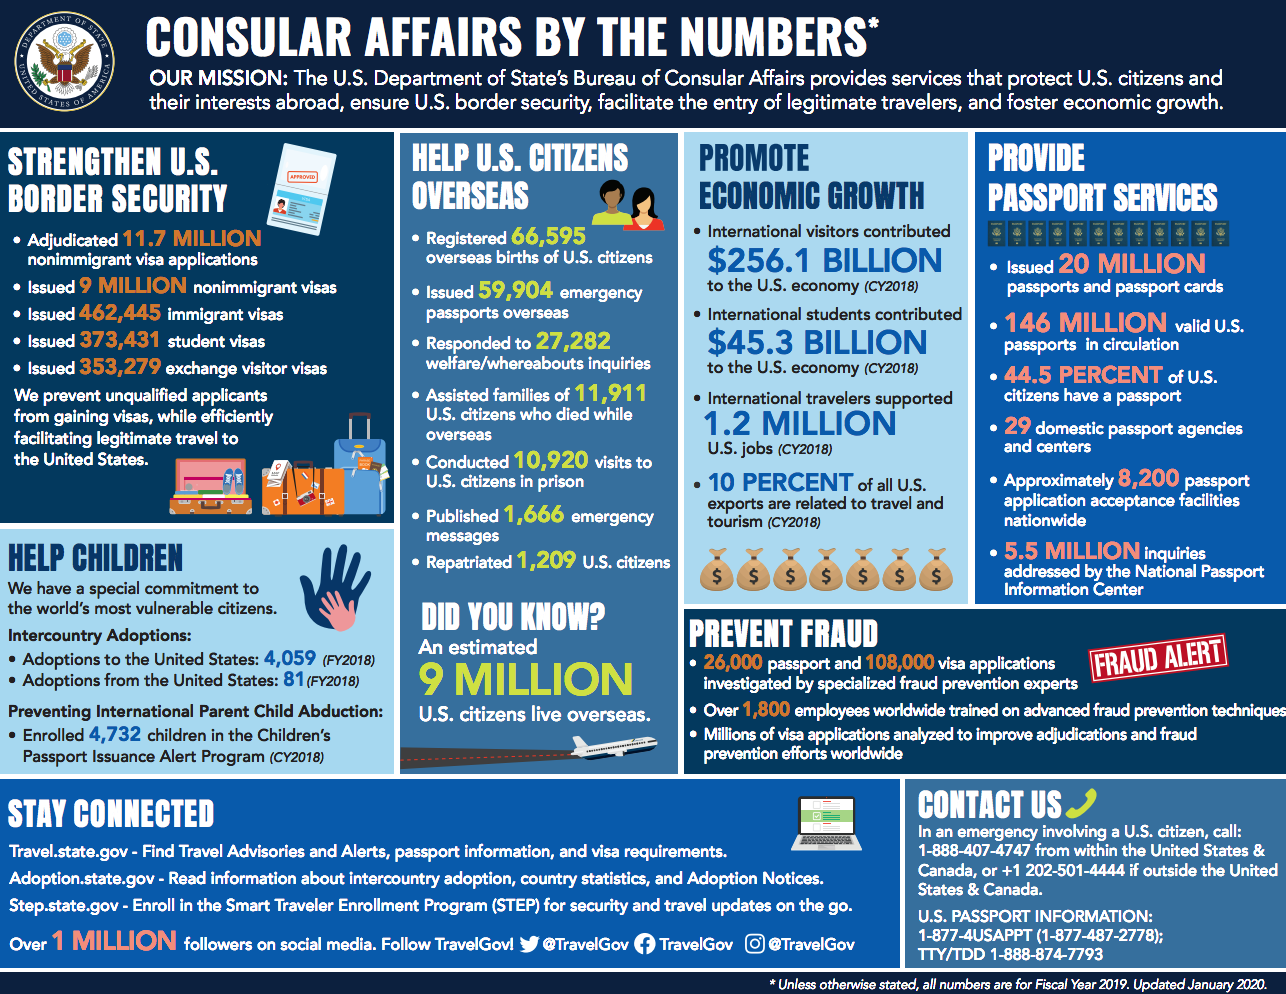 CONSULAR AFFAIRS BY THE NUMBERS*
OUR MISSION: The U.S. Department of State's Bureau of Consular Affairs provides services that protect U.S. citizens and
their interests abroad, ensure U.S. border security, facilitate the entry of legitimate travelers, and foster economic growth.
DEPARTMENT OF STATE
UNITED STATES OF AMERICA
STRENGTHEN U.S.
BORDER SECURITY
APPROVED
• Adjudicated 11.7 MILLION
nonimmigrant visa applications
• Issued 9 MILLION nonimmigrant visas
• Issued 462,445 immigrant visas
• Issued 373,431 student visas
• Issued 353,279 exchange visitor visas
We prevent unqualified applicants
from gaining visas, while efficiently
facilitating legitimate travel to
the United States.
HELP CHILDREN
We have a special commitment to
the world's most vulnerable citizens.
Intercountry Adoptions:
• Adoptions to the United States: 4,059 (FY2018)
• Adoptions from the United States: 81 (FY2018)
Preventing International Parent Child Abduction:
• Enrolled 4,732 children in the Children's
Passport Issuance Alert Program (CY2018)
HELP U.S. CITIZENS
OVERSEAS
• Registered 66,595
overseas births of U.S. citizens
• Issued 59,904 emergency
passports overseas
• Responded to 27,282
welfare/whereabouts inquiries
• Assisted families of 11,911
U.S. citizens who died while
overseas
• Conducted 10,920 visits to
U.S. citizens in prison
• Published 1,666 emergency
messages
• Repatriated 1,209 U.S. citizens
DID YOU KNOW?
An estimated
9 MILLION
U.S. citizens live overseas.
PROMOTE
ECONOMIC GROWTH
• International visitors contributed
$256.1 BILLION
to the U.S. economy (CY2018)
• International students contributed
$45.3 BILLION
to the U.S. economy (CY2018)
• International travelers supported
1.2 MILLION
U.S. jobs (CY2018)
• 10 PERCENT of all U.S.
exports are related to travel and
tourism (CY2018)
$ $ $ $ $ $ $
PROVIDE
PASSPORT SERVICES
• Issued 20 MILLION
passports and passport cards
• 146 MILLION valid U.S.
passports in circulation
• 44.5 PERCENT of U.S.
citizens have a passport
• 29 domestic passport agencies
and centers
• Approximately 8,200 passport
application acceptance facilities
nationwide
• 5.5 MILLION inquiries
addressed by the National Passport
Information Center
PREVENT FRAUD
FRAUD ALERT
• 26,000 passport and 108,000 visa applications
investigated by specialized fraud prevention experts
• Over 1,800 employees worldwide trained on advanced fraud prevention techniques
• Millions of visa applications analyzed to improve adjudications and fraud
prevention efforts worldwide
STAY CONNECTED
Travel.state.gov - Find Travel Advisories and Alerts, passport information, and visa requirements.
Adoption.state.gov - Read information about intercountry adoption, country statistics, and Adoption Notices.
Step.state.gov - Enroll in the Smart Traveler Enrollment Program (STEP) for security and travel updates on the go.
Over 1 MILLION followers on social media. Follow TravelGov! @TravelGov TravelGov @TravelGov
CONTACT US
In an emergency involving a U.S. citizen, call:
1-888-407-4747 from within the United States &
Canada, or +1 202-501-4444 if outside the United
States & Canada.
U.S. PASSPORT INFORMATION:
1-877-4USAPPT (1-877-487-2778);
TTY/TDD 1-888-874-7793
* Unless otherwise stated, all numbers are for Fiscal Year 2019. Updated January 2020.